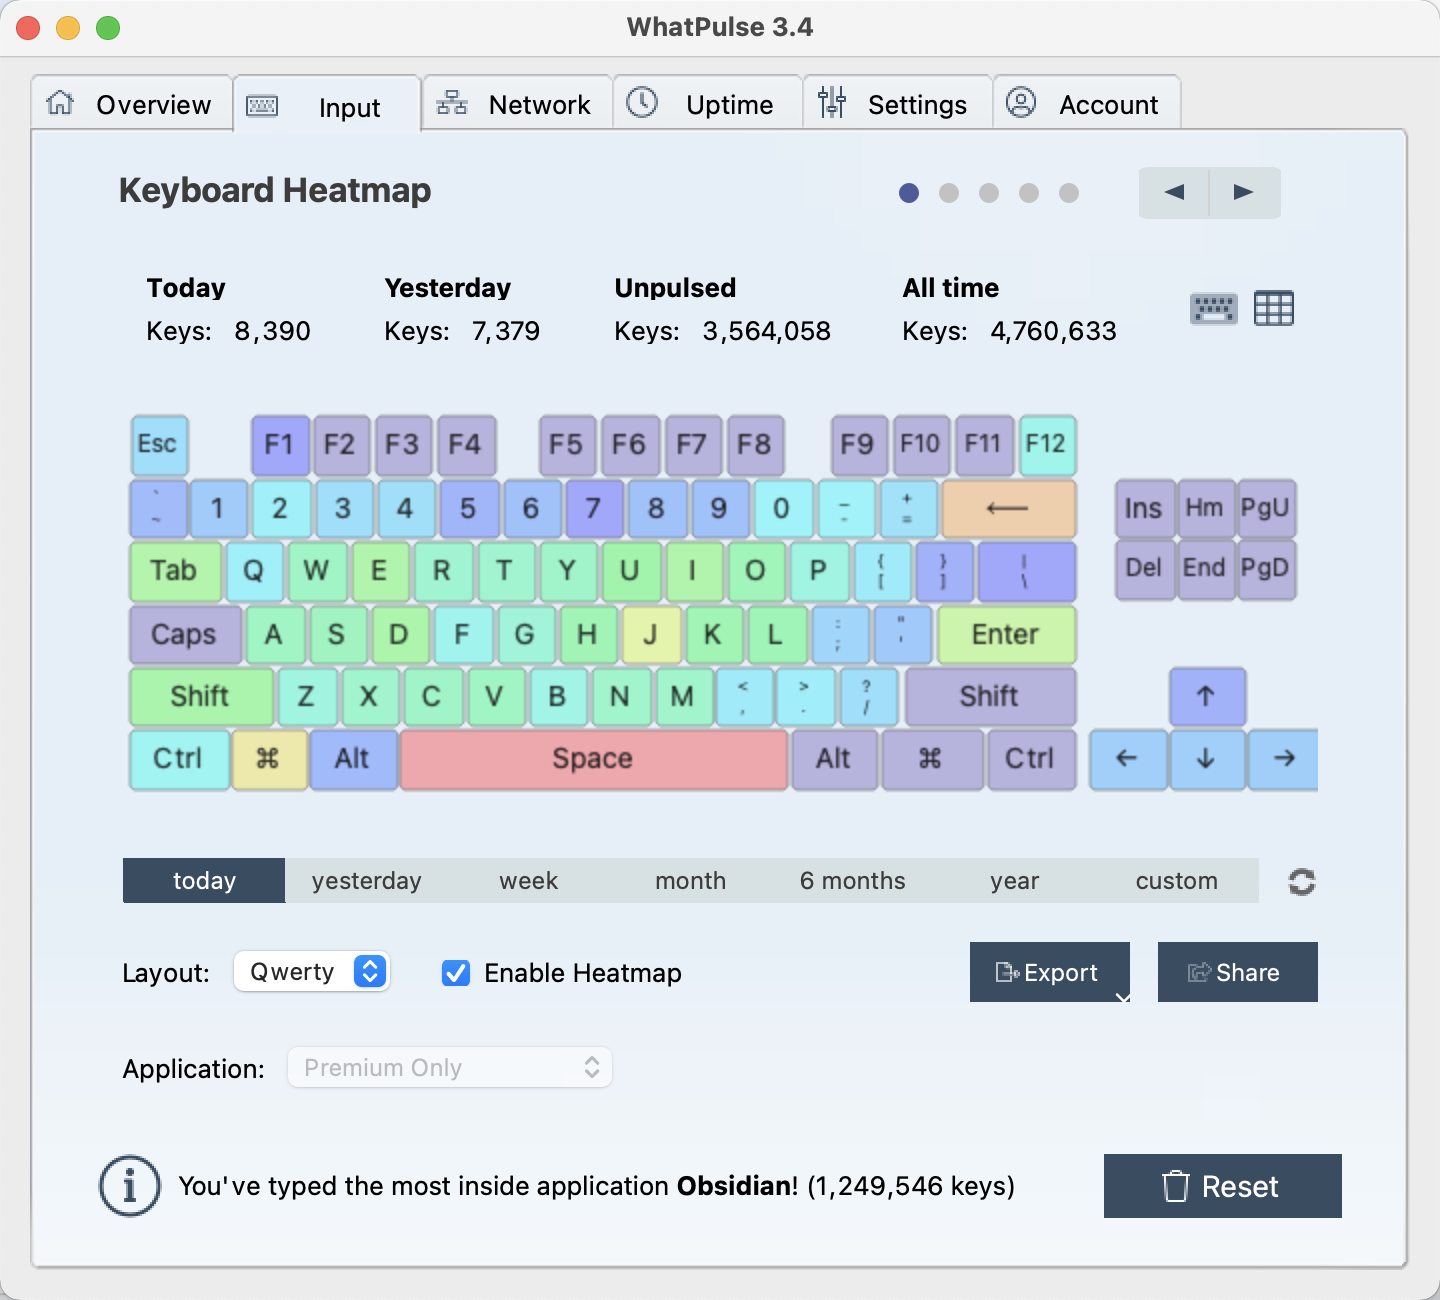 WhatPulse 3.4
Overview Input Network Uptime Settings Account
Keyboard Heatmap
Today Yesterday Unpulsed All time
Keys: 8,390 Keys: 7,379 Keys: 3,564,058 Keys: 4,760,633
Esc F1 F2 F3 F4 F5 F6 F7 F8 F9 F10 F11 F12
` ~ 1 2 3 4 5 6 7 8 9 0 – - + = ← Ins Hm PgU
Tab Q W E R T Y U I O P { [ } ] | \ Del End PgD
Caps A S D F G H J K L : ; " ' Enter
Shift Z X C V B N M < , > . ? / Shift ↑
Ctrl ⌘ Alt Space Alt ⌘ Ctrl ← ↓ →
today yesterday week month 6 months year custom
Layout: Qwerty Enable Heatmap Export Share
Application: Premium Only
You've typed the most inside application Obsidian! (1,249,546 keys) Reset